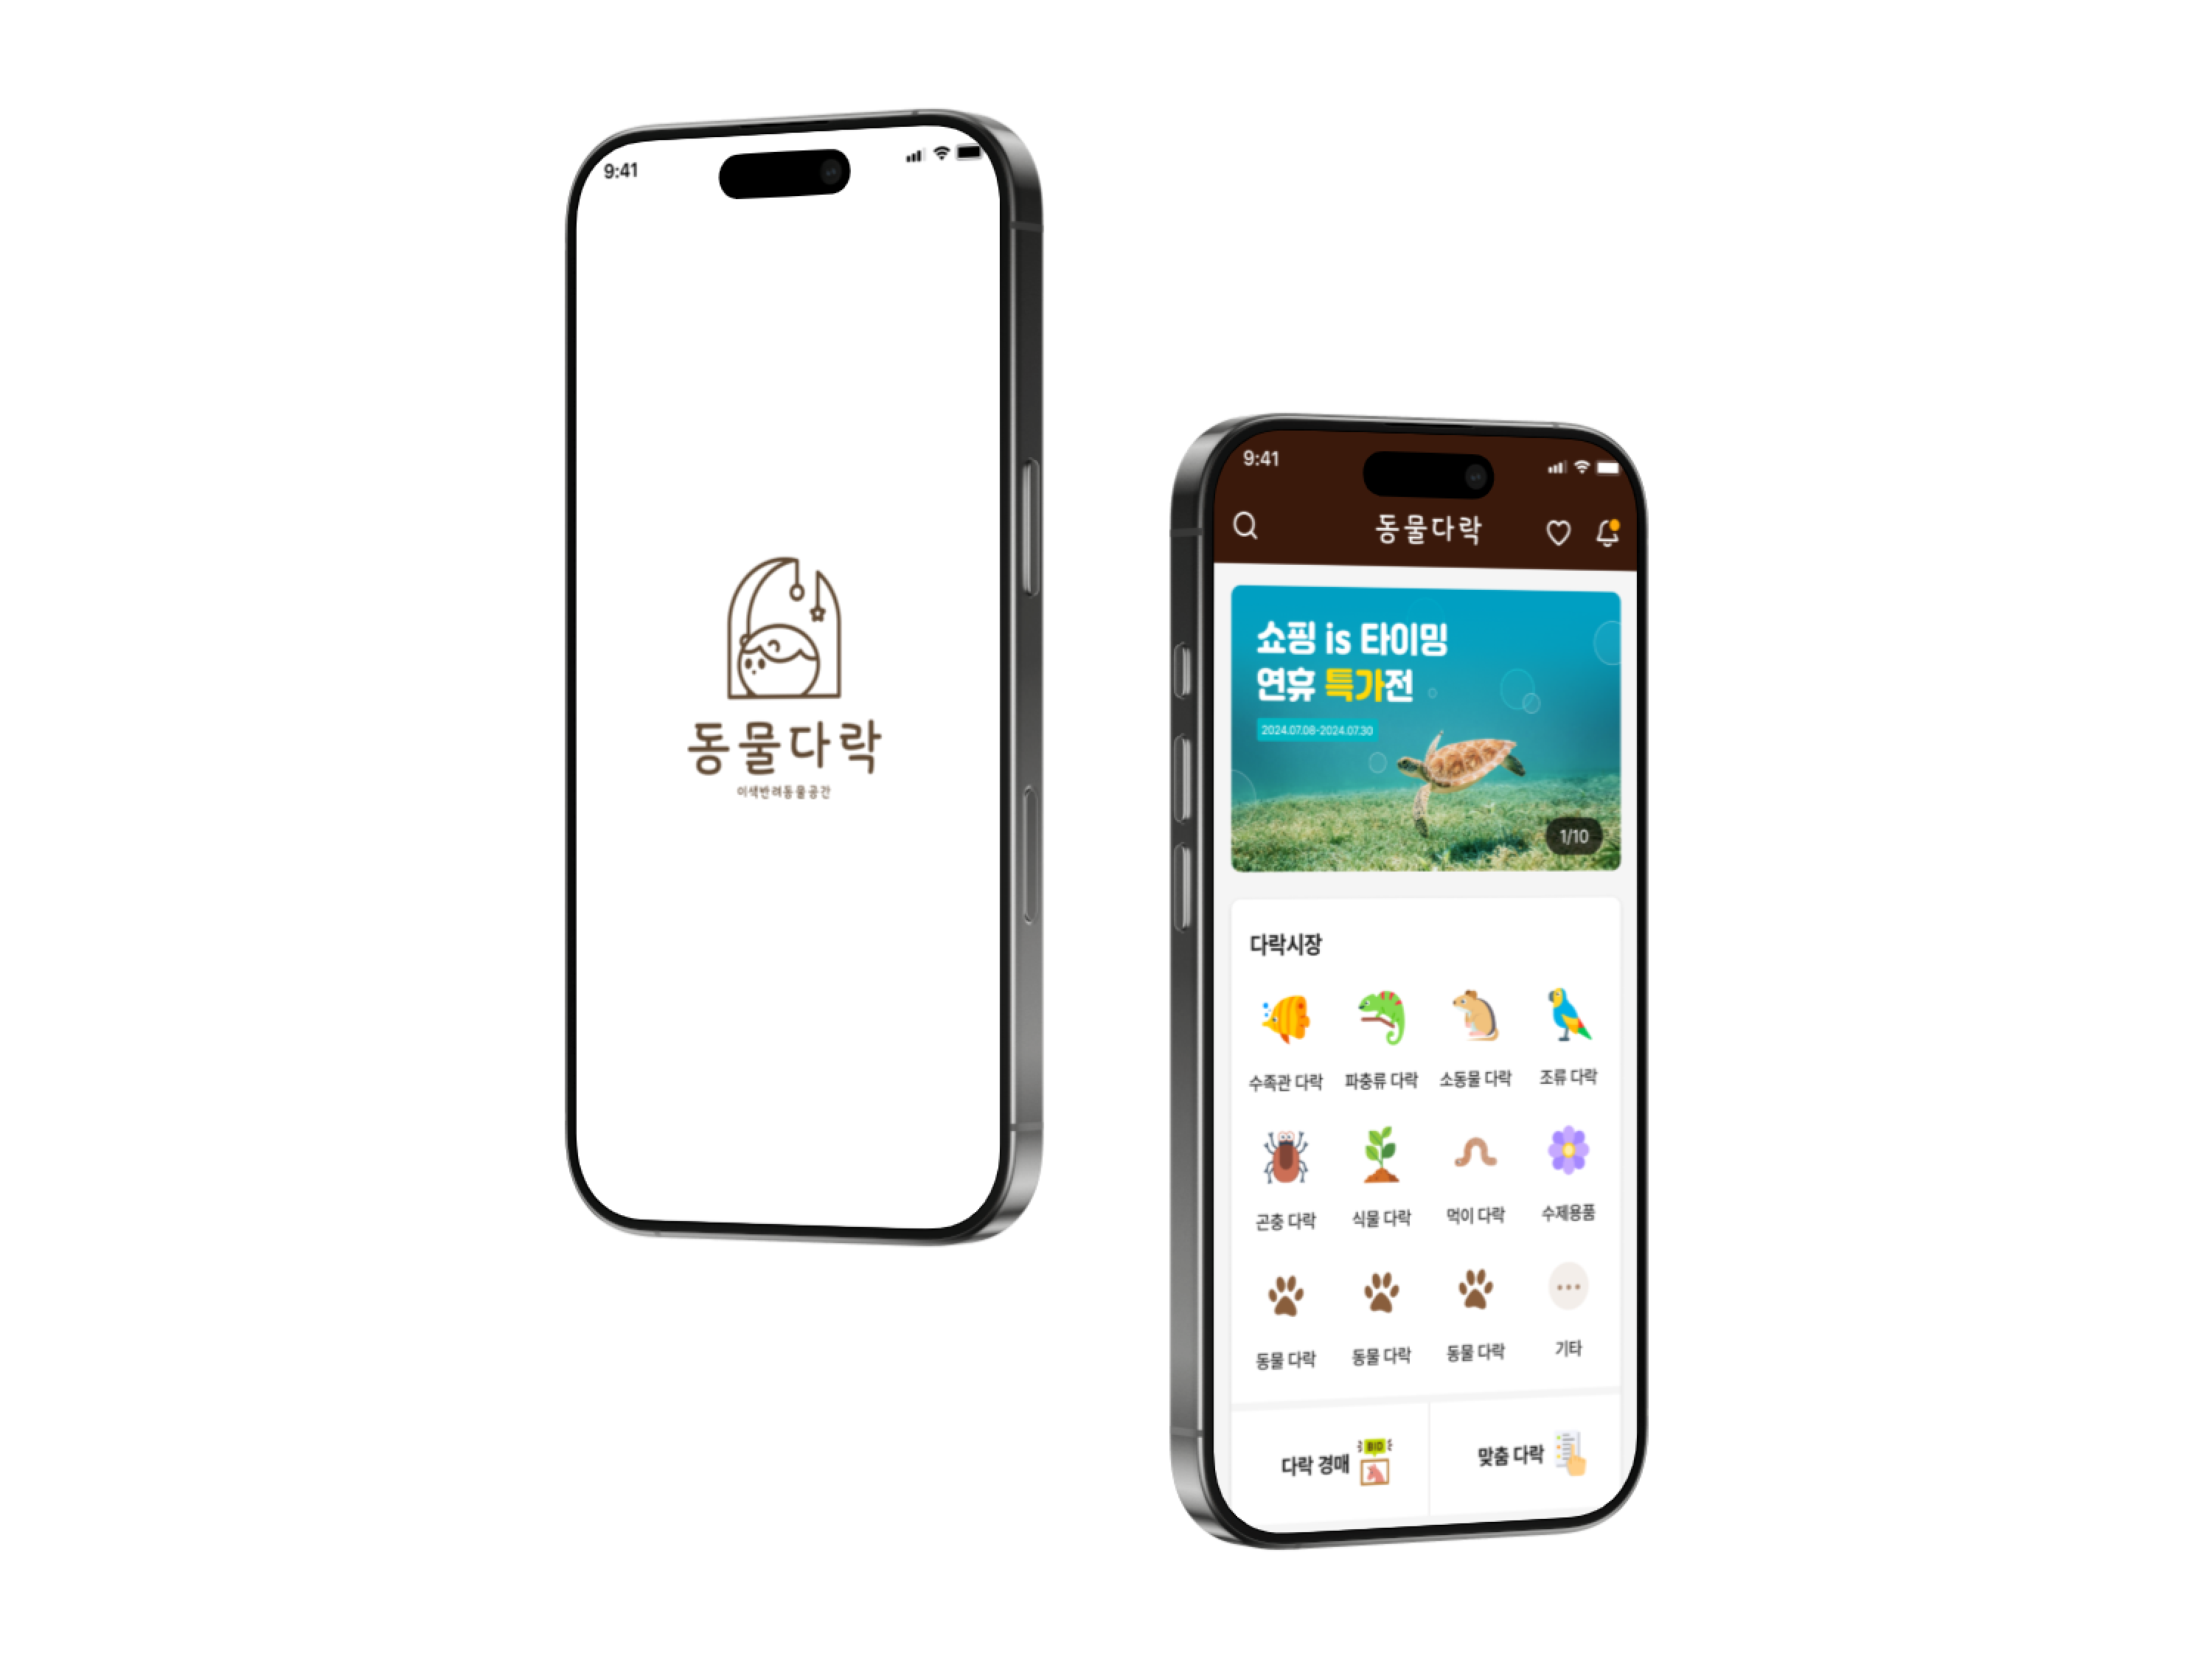 9:41
동물다락
이색반려동물공간
9:41
동물다락
쇼핑 is 타이밍
연휴 특가전
2024.07.08-2024.07.30
1/10
다락시장
수족관 다락 파충류 다락 소동물 다락 조류 다락
곤충 다락 식물 다락 먹이 다락 수제용품
동물 다락 동물 다락 동물 다락 기타
다락 경매 BID 맞춤 다락